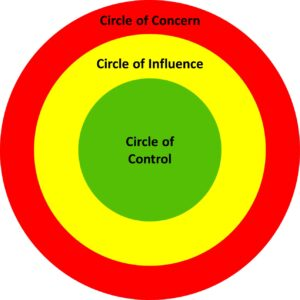 Circle of Concern
Circle of Influence
Circle of
Control